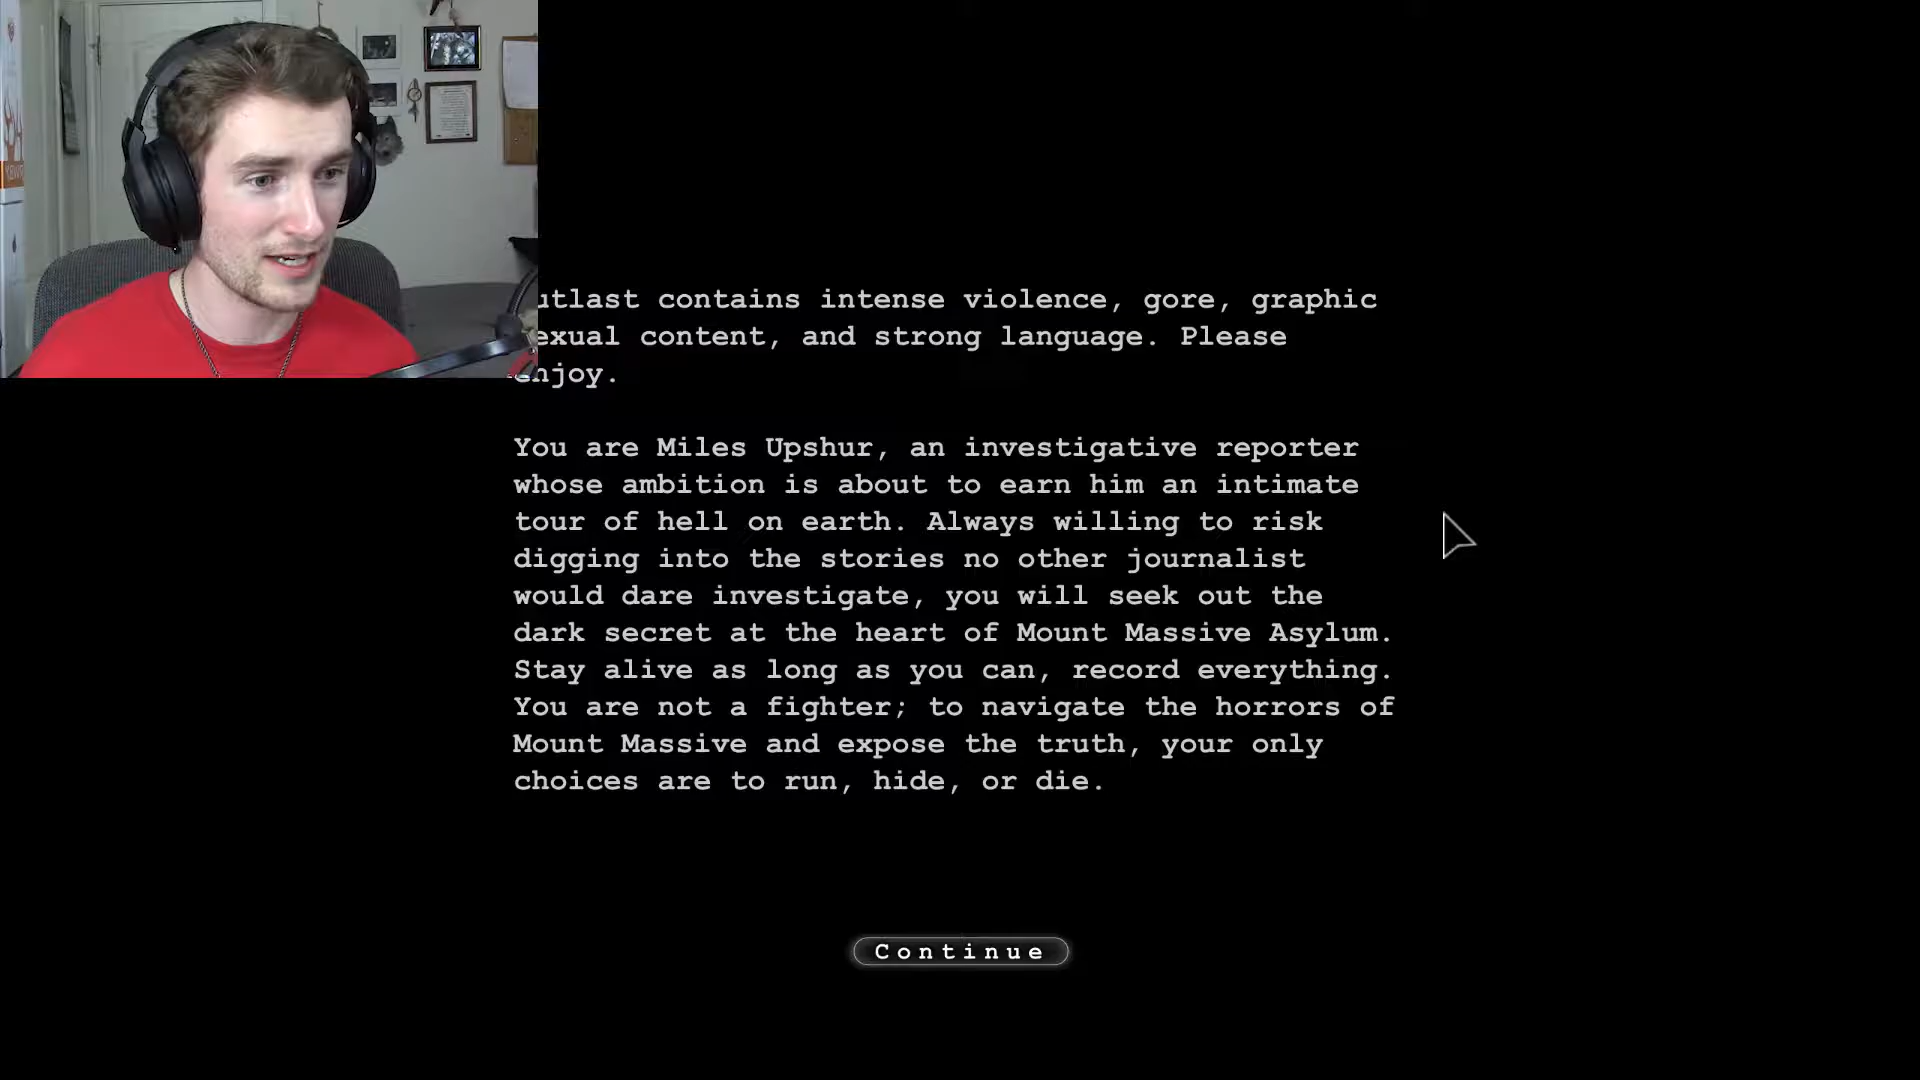 utlast contains intense violence, gore, graphic
exual content, and strong language. Please
enjoy.
You are Miles Upshur, an investigative reporter
whose ambition is about to earn him an intimate
tour of hell on earth. Always willing to risk
digging into the stories no other journalist
would dare investigate, you will seek out the
dark secret at the heart of Mount Massive Asylum.
Stay alive as long as you can, record everything.
You are not a fighter; to navigate the horrors of
Mount Massive and expose the truth, your only
choices are to run, hide, or die.
Continue